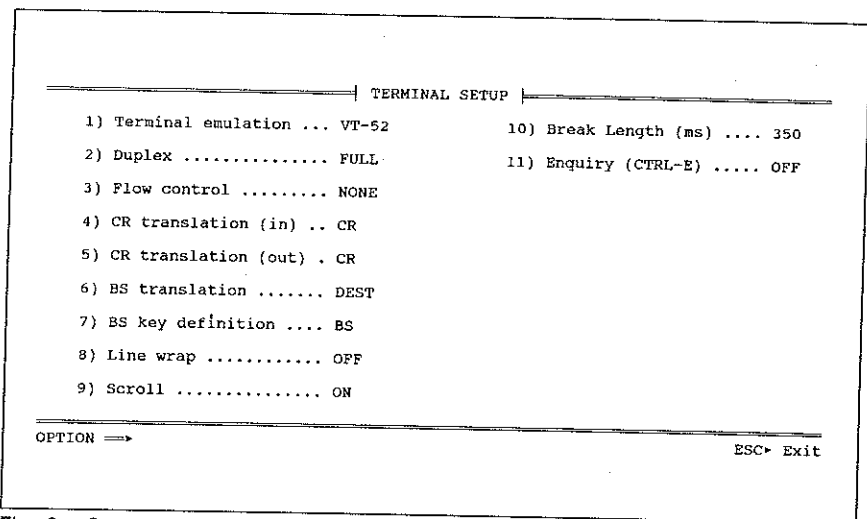 TERMINAL SETUP
1) Terminal emulation ... VT-52
2) Duplex ............... FULL
3) Flow control ......... NONE
4) CR translation (in) .. CR
5) CR translation (out) . CR
6) BS translation ....... DEST
7) BS key definition .... BS
8) Line wrap ............ OFF
9) Scroll ............... ON
10) Break Length (ms) .... 350
11) Enquiry (CTRL-E) ..... OFF
OPTION ═══►
ESC► Exit